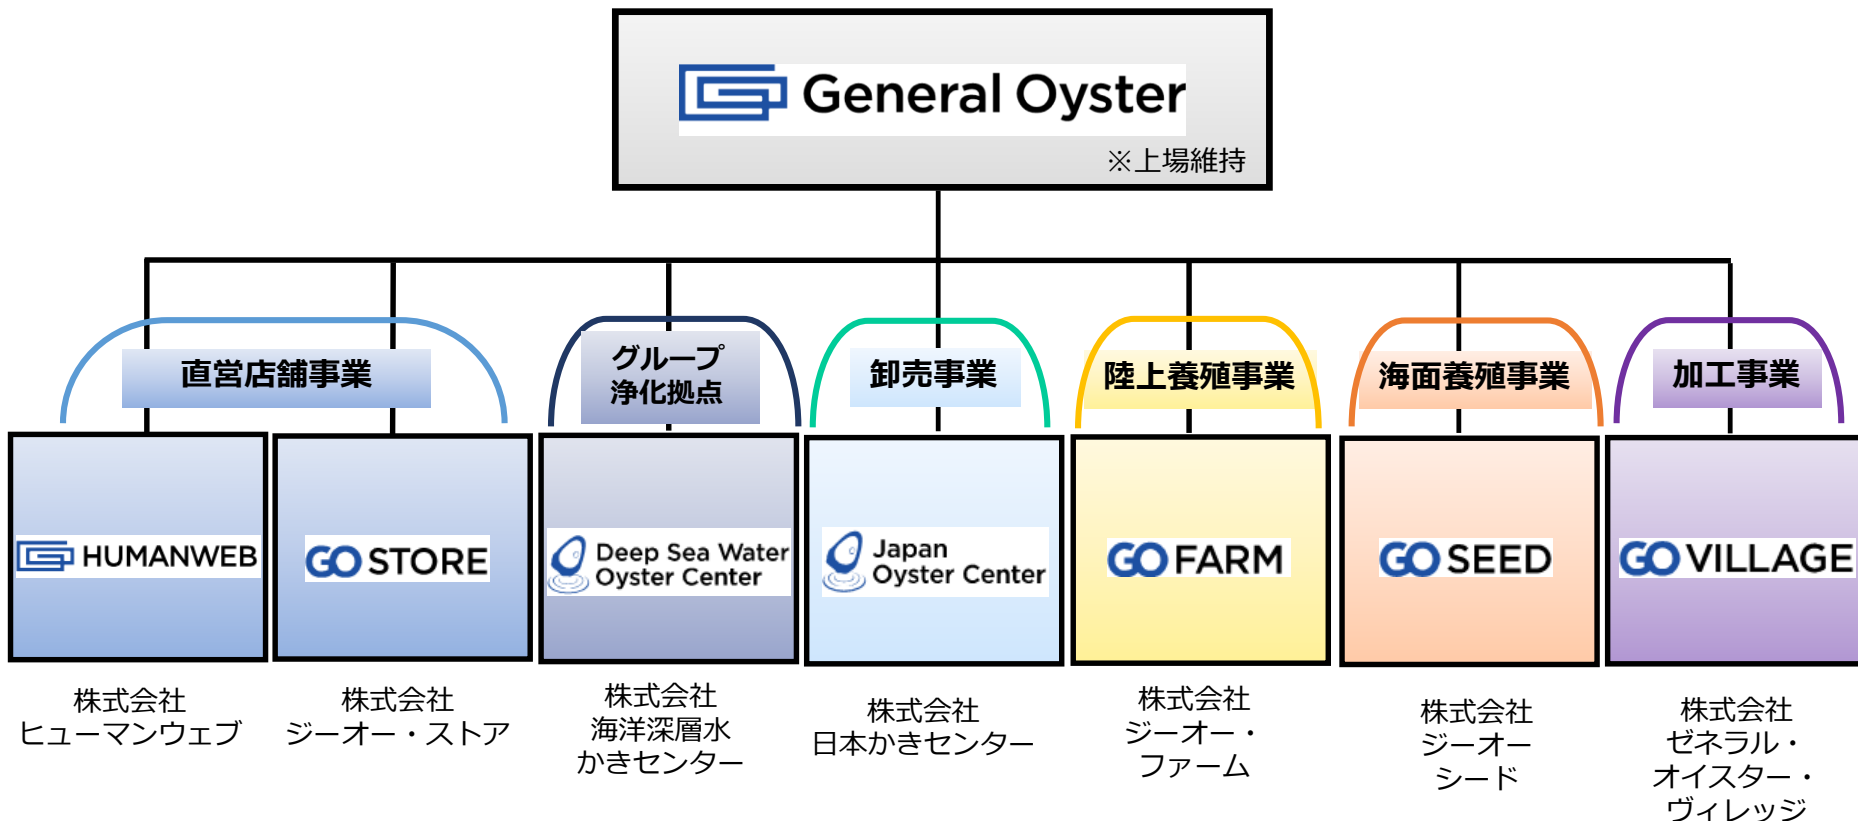 General Oyster
※上場維持
直営店舗事業
グループ
浄化拠点
卸売事業
陸上養殖事業
海面養殖事業
加工事業
HUMANWEB
GO STORE
Deep Sea Water
Oyster Center
Japan
Oyster Center
GO FARM
GO SEED
GO VILLAGE
株式会社
ヒューマンウェブ
株式会社
ジーオー・ストア
株式会社
海洋深層水
かきセンター
株式会社
日本かきセンター
株式会社
ジーオー・
ファーム
株式会社
ジーオー
シード
株式会社
ゼネラル・
オイスター・
ヴィレッジ